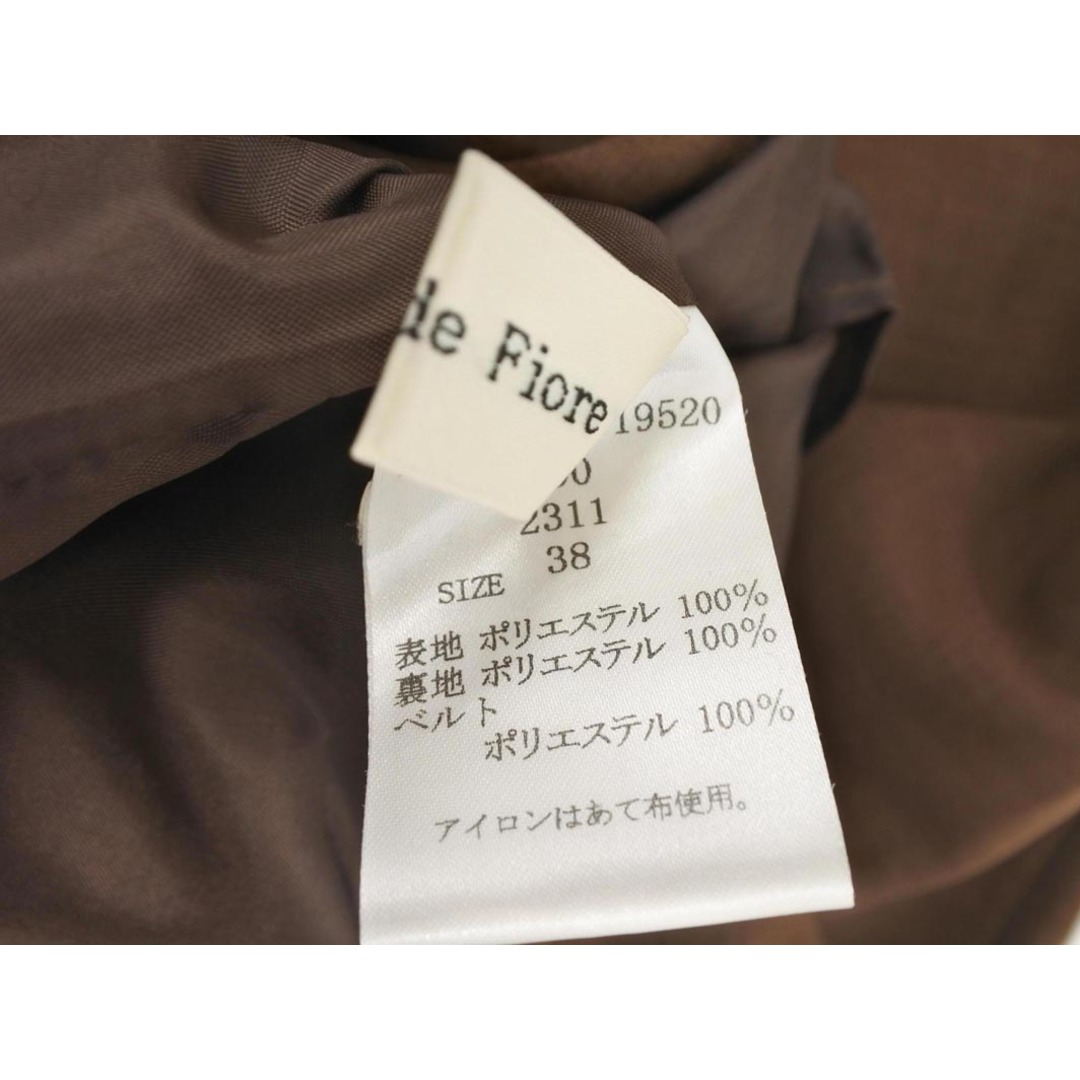 de Fiore
19520
2311
SIZE 38
表地 ポリエステル 100%
裏地 ポリエステル 100%
ベルト
ポリエステル 100%
アイロンはあて布使用。